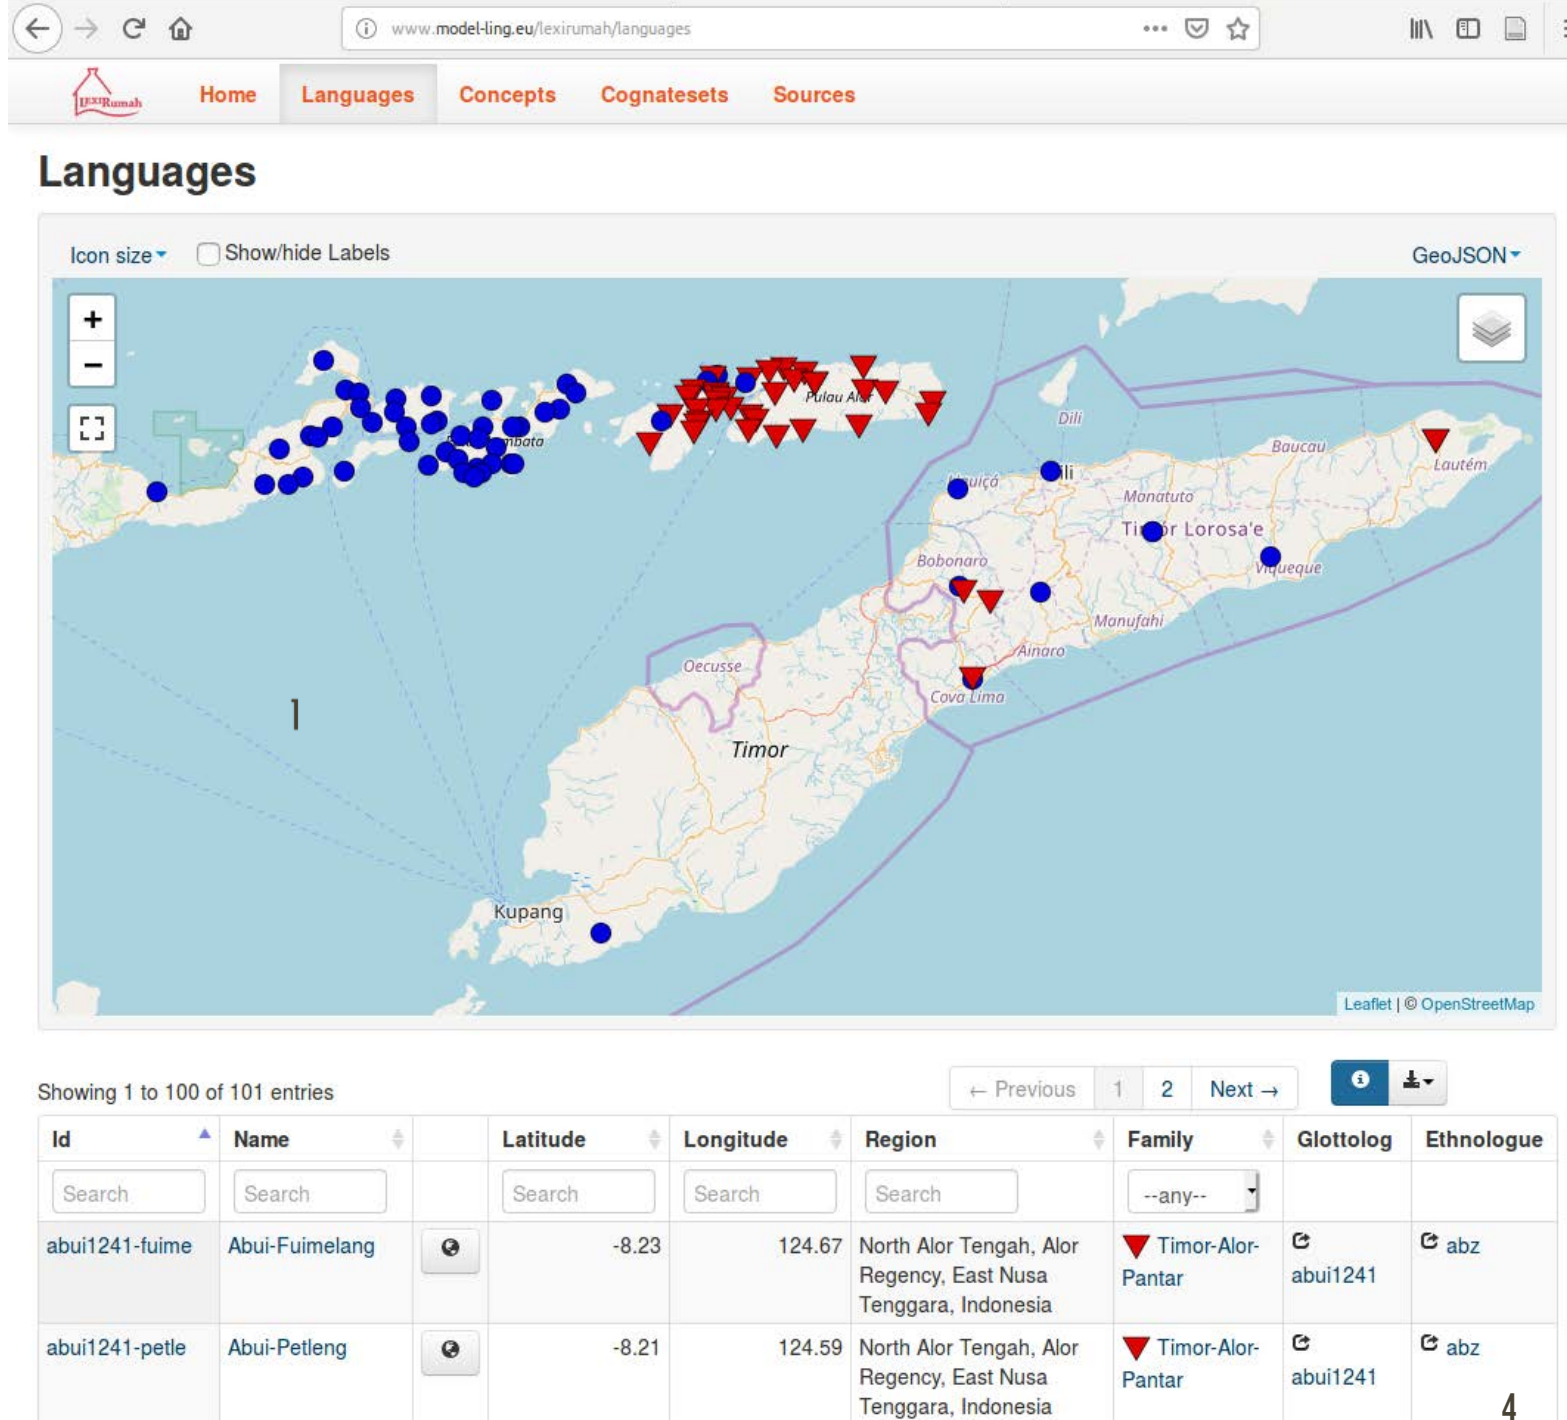 www.model-ling.eu/lexirumah/languages
LEXIRumah
Home Languages Concepts Cognatesets Sources
Languages
Icon size Show/hide Labels GeoJSON
+
−
Pulau Alor
Dili
Baucau
Lautém
Manatuto
Timor Lorosa'e
Bobonaro
Viqueque
Manufahi
Ainaro
Oecusse
Cova Lima
1
Timor
Kupang
Leaflet | © OpenStreetMap
Showing 1 to 100 of 101 entries
← Previous 1 2 Next →
Id Name Latitude Longitude Region Family Glottolog Ethnologue
Search Search Search Search Search --any--
abui1241-fuime Abui-Fuimelang -8.23 124.67 North Alor Tengah, Alor Timor-Alor- abz
Regency, East Nusa Pantar abui1241
Tenggara, Indonesia
abui1241-petle Abui-Petleng -8.21 124.59 North Alor Tengah, Alor Timor-Alor- abz
Regency, East Nusa Pantar abui1241
Tenggara, Indonesia
4